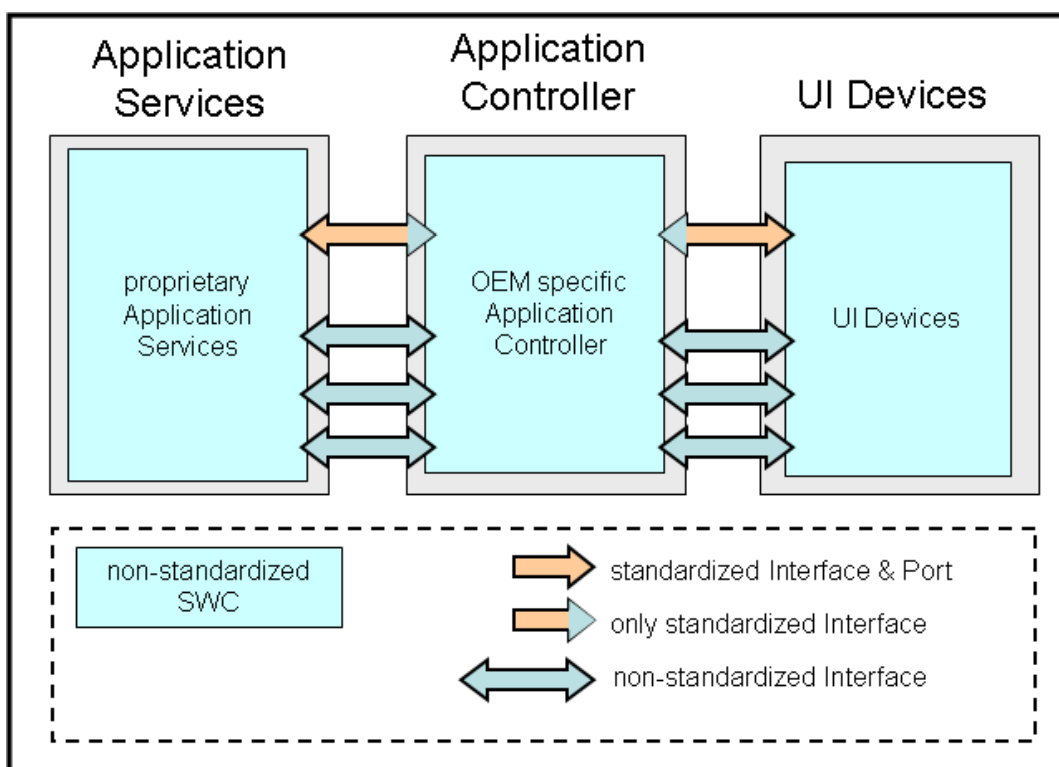 Application
Services
Application
Controller
UI Devices
proprietary
Application
Services
OEM specific
Application
Controller
UI Devices
non-standardized
SWC
standardized Interface & Port
only standardized Interface
non-standardized Interface